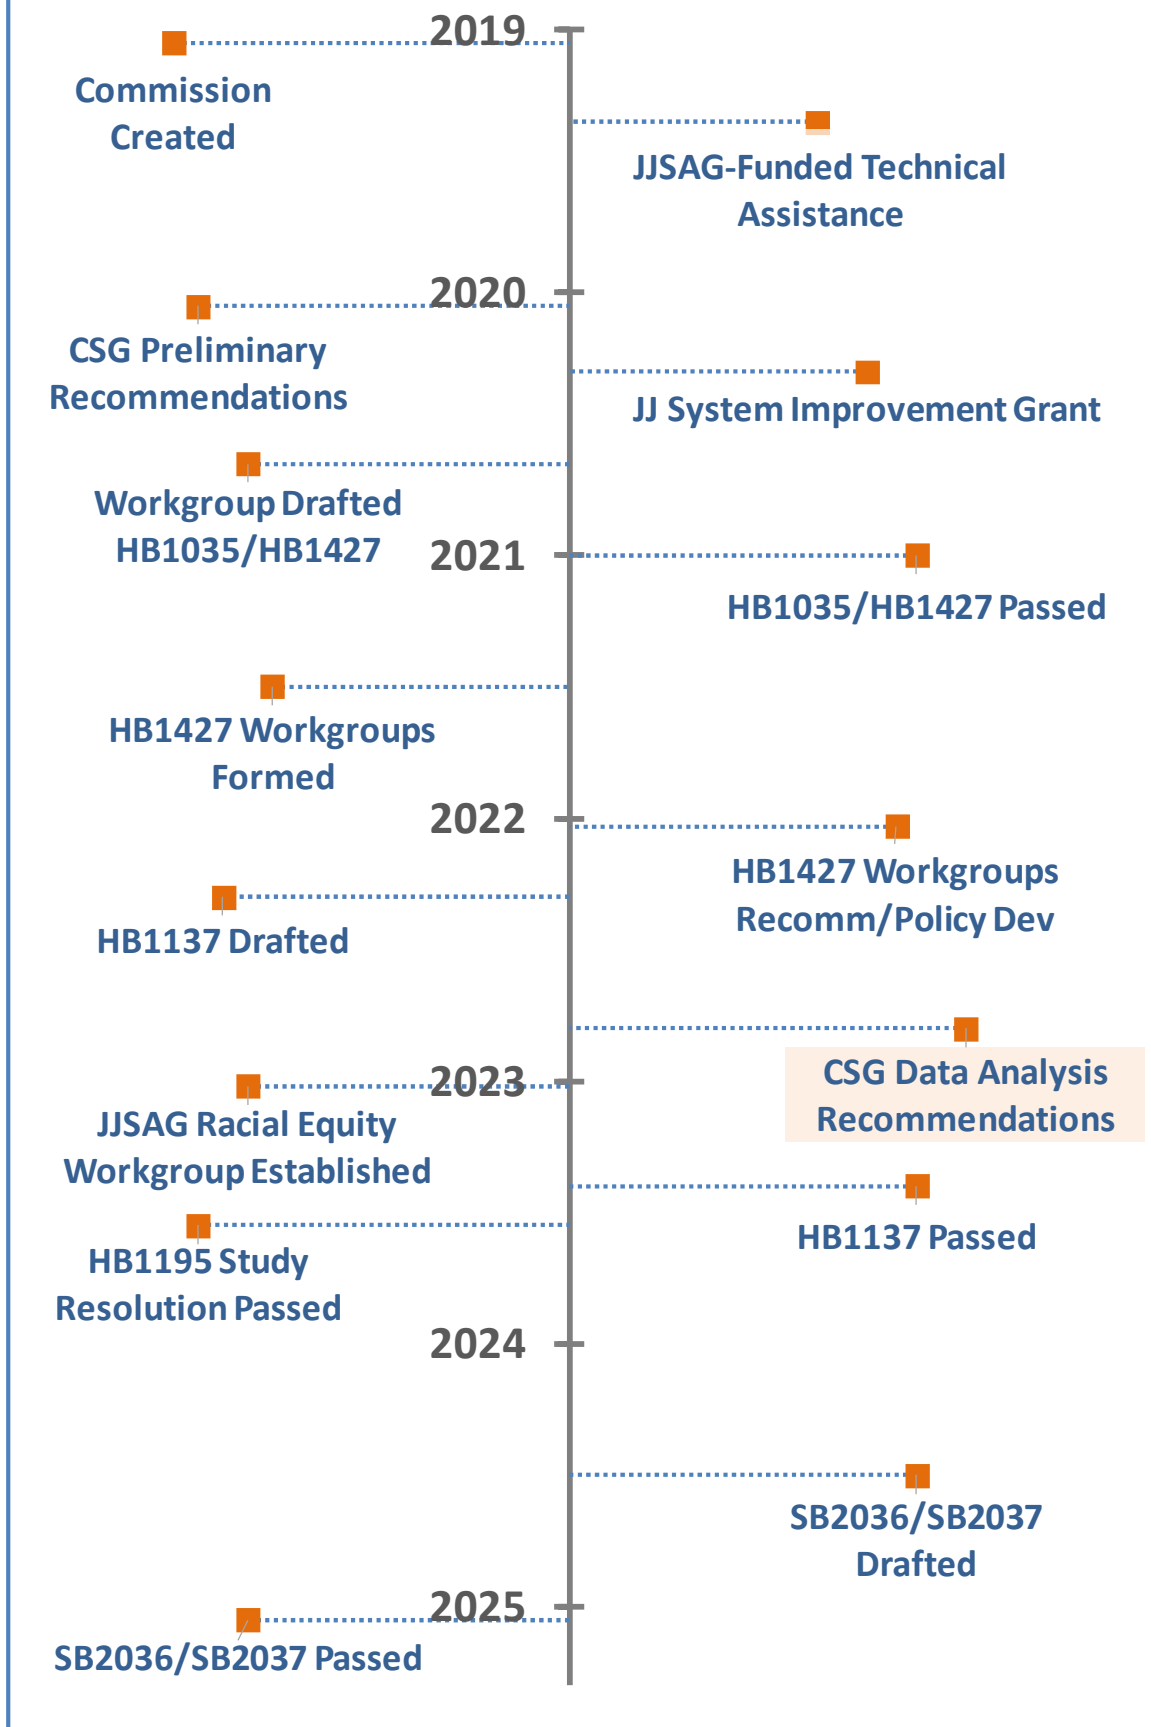 2019
Commission
Created
JJSAG-Funded Technical
Assistance
2020
CSG Preliminary
Recommendations
JJ System Improvement Grant
Workgroup Drafted
HB1035/HB1427
2021
HB1035/HB1427 Passed
HB1427 Workgroups
Formed
2022
HB1427 Workgroups
Recomm/Policy Dev
HB1137 Drafted
CSG Data Analysis
Recommendations
2023
JJSAG Racial Equity
Workgroup Established
HB1137 Passed
HB1195 Study
Resolution Passed
2024
SB2036/SB2037
Drafted
2025
SB2036/SB2037 Passed